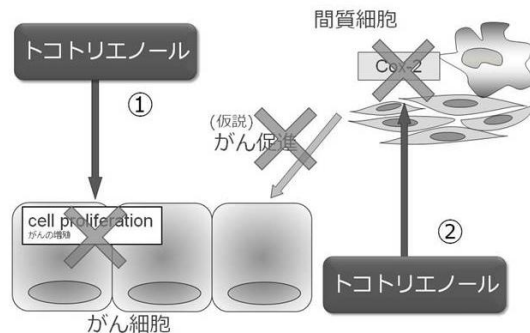 間質細胞
トコトリエノール
Cox-2
①
(仮説)
がん促進
cell proliferation
がんの増殖
②
トコトリエノール
がん細胞